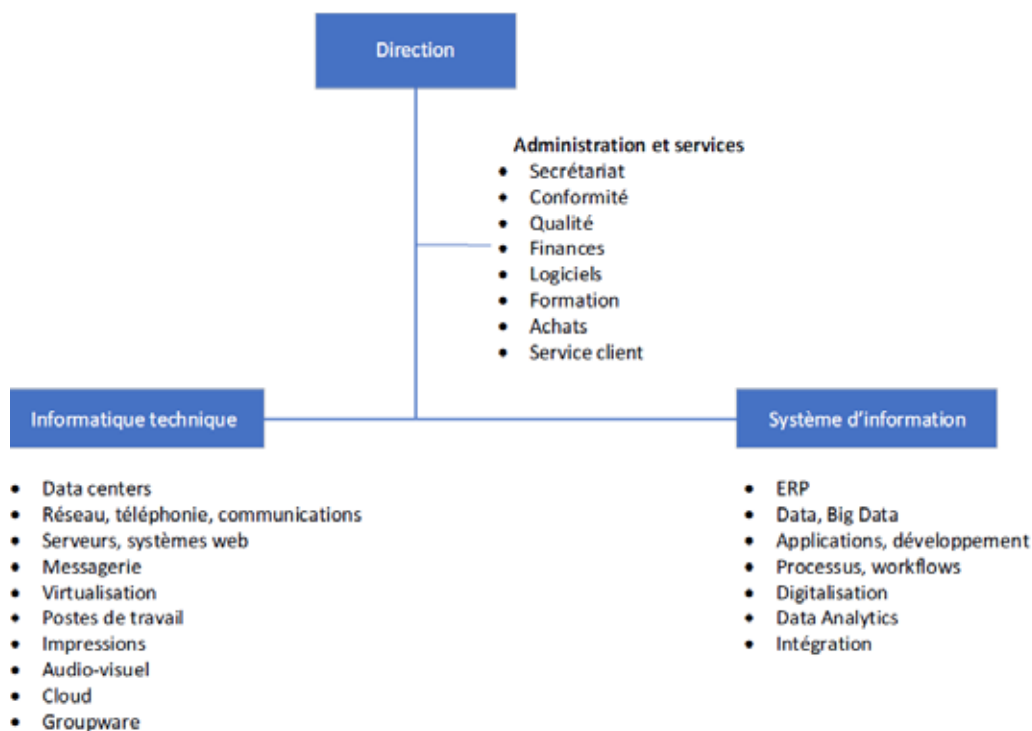 Direction
Administration et services
• Secrétariat
• Conformité
• Qualité
• Finances
• Logiciels
• Formation
• Achats
• Service client
Informatique technique
• Data centers
• Réseau, téléphonie, communications
• Serveurs, systèmes web
• Messagerie
• Virtualisation
• Postes de travail
• Impressions
• Audio-visuel
• Cloud
• Groupware
Système d'information
• ERP
• Data, Big Data
• Applications, développement
• Processus, workflows
• Digitalisation
• Data Analytics
• Intégration